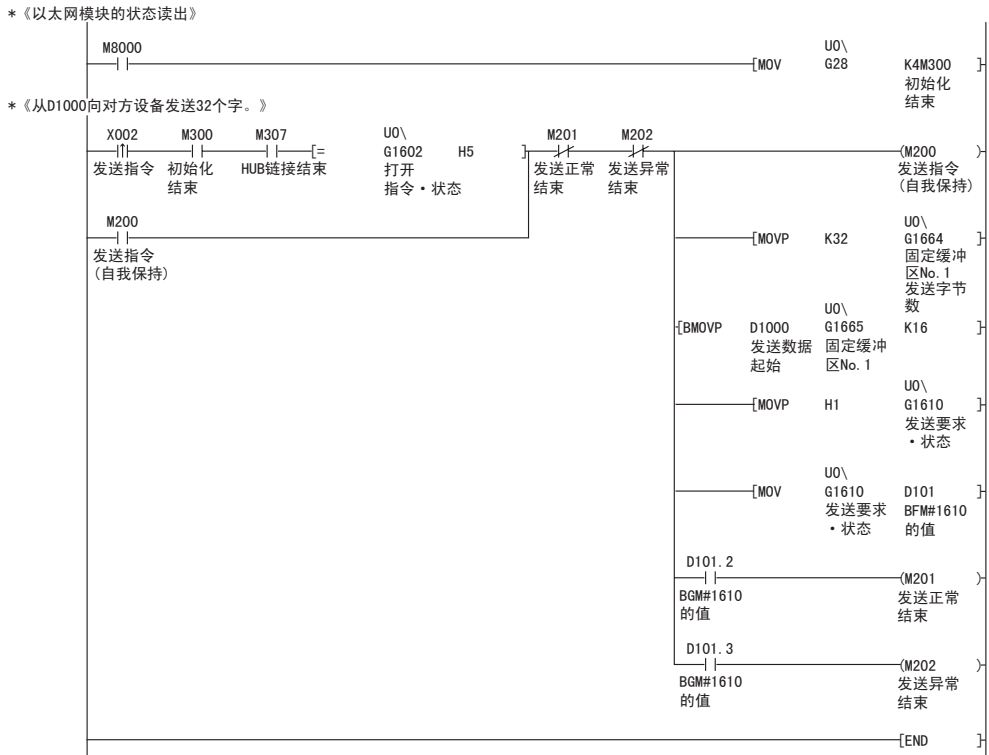 *《以太网模块的状态读出》
M8000
U0\
[MOV G28 K4M300 ]
初始化
结束
*《从D1000向对方设备发送32个字。》
X002 M300 M307 U0\ M201 M202
[= G1602 H5 ] (M200 )
发送指令 初始化 HUB链接结束 打开 发送正常 发送异常 发送指令
结束 指令・状态 结束 结束 (自我保持)
M200
发送指令
(自我保持)
U0\
[MOVP K32 G1664 ]
固定缓冲
区No.1
发送字节
数
U0\
[BMOVP D1000 G1665 K16 ]
发送数据 固定缓冲
起始 区No.1
U0\
[MOVP H1 G1610 ]
发送要求
・状态
U0\
[MOV G1610 D101 ]
发送要求 BFM#1610
・状态 的值
D101.2
(M201 )
BGM#1610 发送正常
的值 结束
D101.3
(M202 )
BGM#1610 发送异常
的值 结束
[END ]